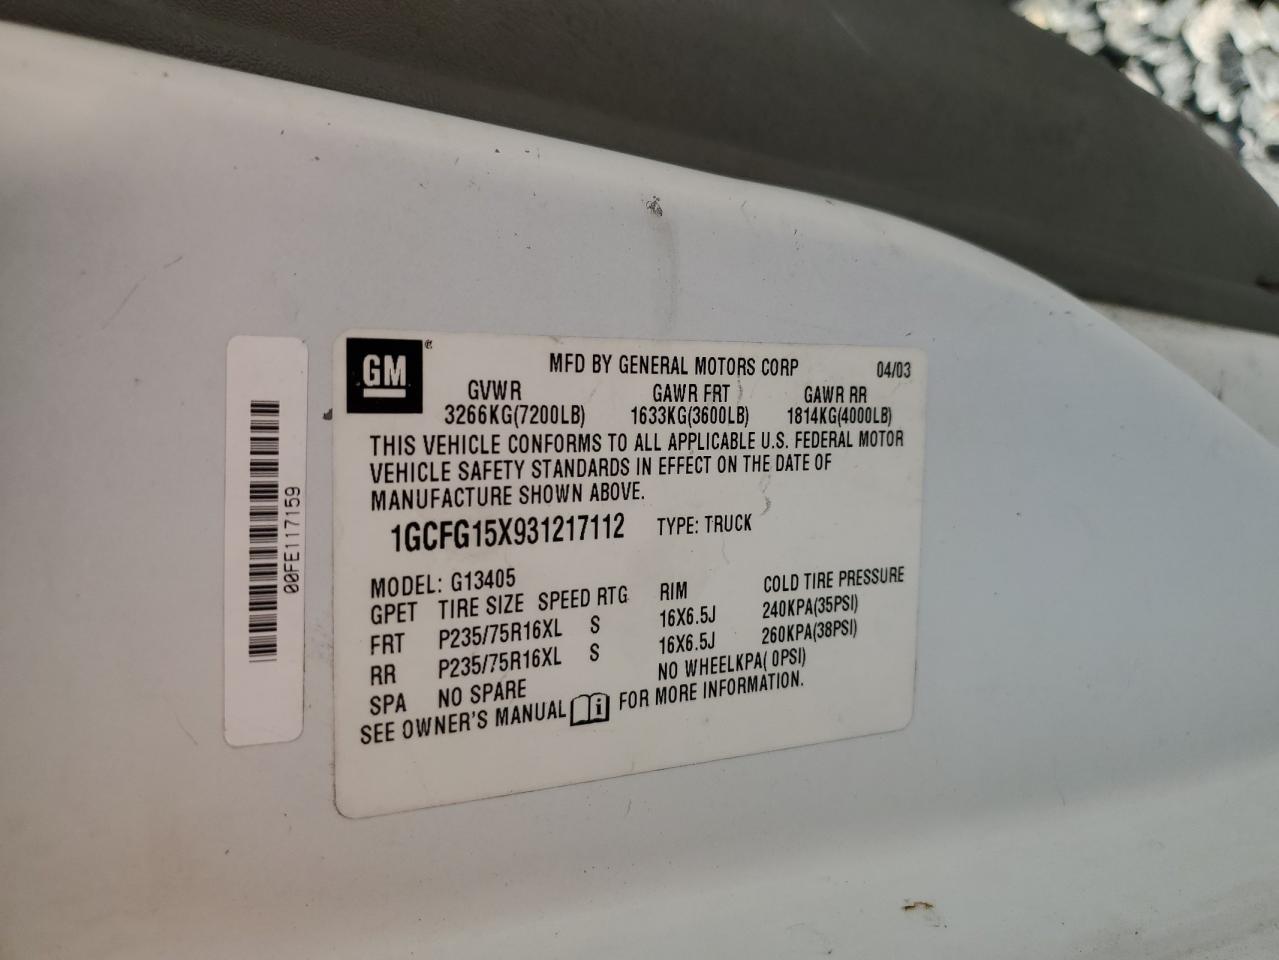 00FE117159
GM
MFD BY GENERAL MOTORS CORP 04/03
GVWR GAWR FRT GAWR RR
3266KG(7200LB) 1633KG(3600LB) 1814KG(4000LB)
THIS VEHICLE CONFORMS TO ALL APPLICABLE U.S. FEDERAL MOTOR
VEHICLE SAFETY STANDARDS IN EFFECT ON THE DATE OF
MANUFACTURE SHOWN ABOVE.
1GCFG15X931217112 TYPE: TRUCK
MODEL: G13405
GPET TIRE SIZE SPEED RTG RIM COLD TIRE PRESSURE
FRT P235/75R16XL S 16X6.5J 240KPA(35PSI)
RR P235/75R16XL S 16X6.5J 260KPA(38PSI)
SPA NO SPARE NO WHEELKPA( 0PSI)
SEE OWNER'S MANUAL i FOR MORE INFORMATION.